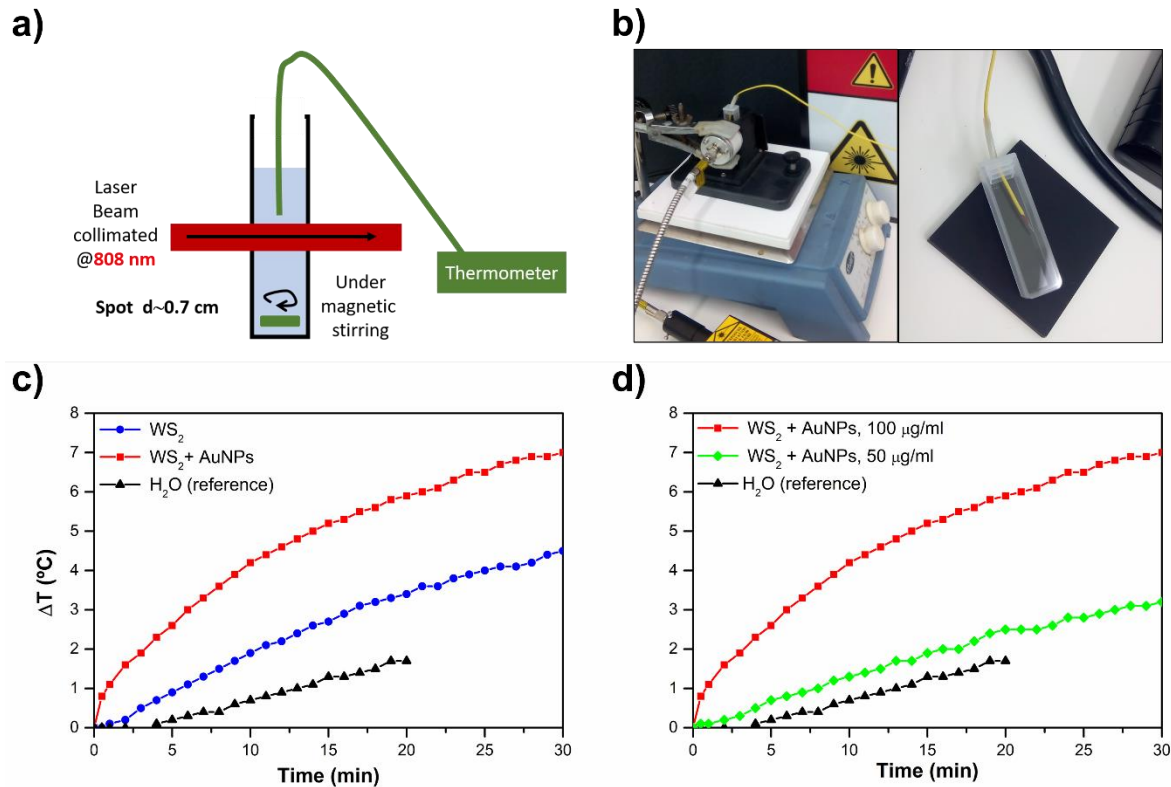 a)
Laser
Beam
collimated
@808 nm
Spot d~0.7 cm
Under
magnetic
stirring
Thermometer
b)
c)
WS₂
WS₂+ AuNPs
H₂O (reference)
ΔT (ºC)
8
7
6
5
4
3
2
1
0
0 5 10 15 20 25 30
Time (min)
d)
WS₂ + AuNPs, 100 μg/ml
WS₂ + AuNPs, 50 μg/ml
H₂O (reference)
8
7
6
5
4
3
2
1
0
0 5 10 15 20 25 30
Time (min)